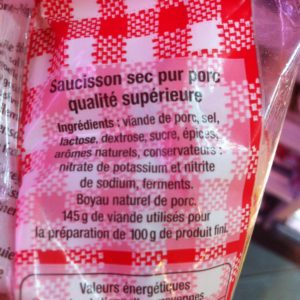 Saucisson sec pur porc
qualité supérieure
Ingrédients : viande de porc, sel,
lactose, dextrose, sucre, épices,
arômes naturels, conservateurs :
nitrate de potassium et nitrite
de sodium, ferments.
Boyau naturel de porc.
145 g de viande utilisés pour
la préparation de 100 g de produit fini.
Valeurs énergétiques